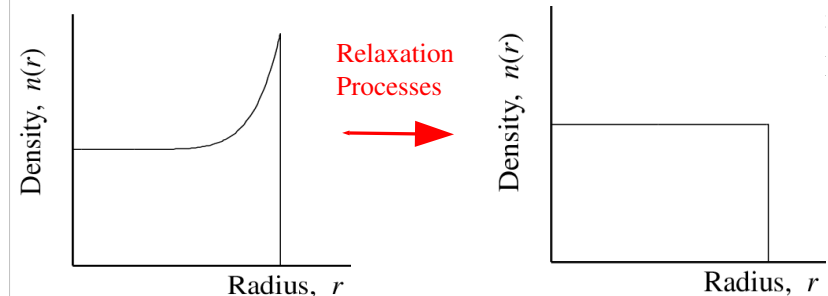 Density, n(r)
Radius, r
Relaxation
Processes
Density, n(r)
Radius, r